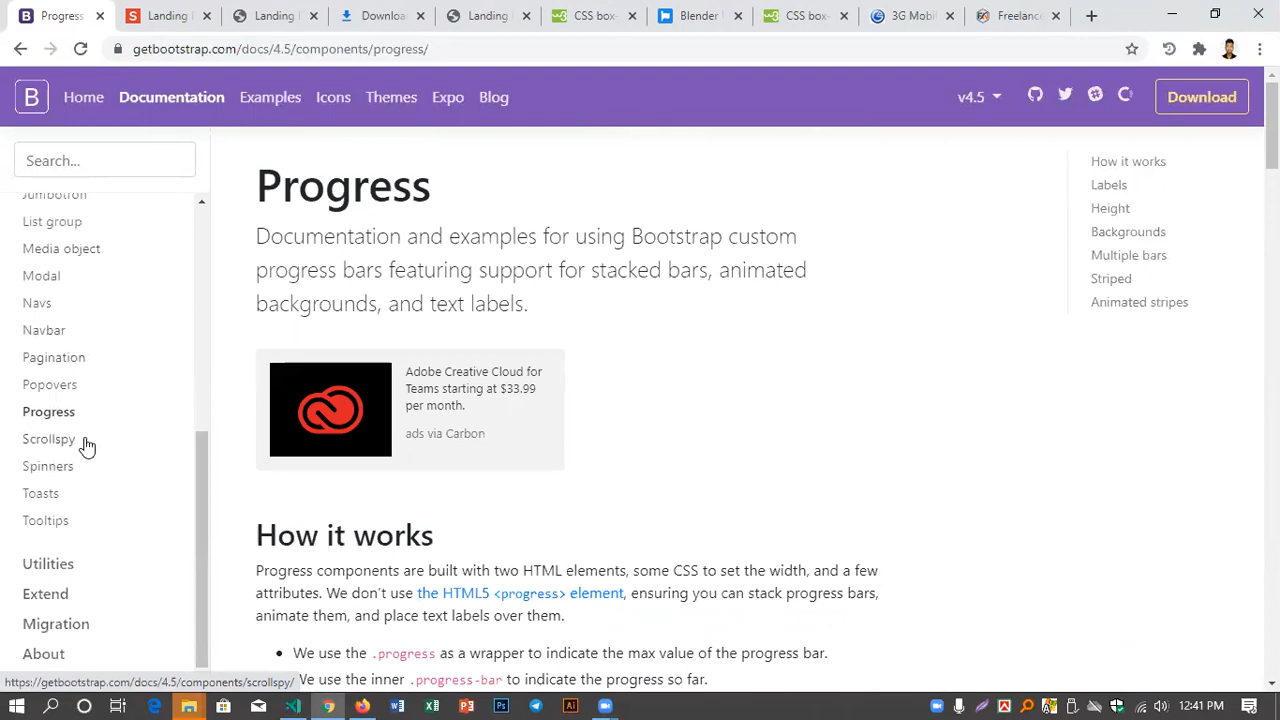 Progress
Landing
Landing
Downloa
Landing
CSS box-
Blende
CSS box
3G Mobi
Freelanc
getbootstrap.com/docs/4.5/components/progress/
B Home Documentation Examples Icons Themes Expo Blog v4.5 Download
Search...
Jumbotron
List group
Media object
Modal
Navs
Navbar
Pagination
Popovers
Progress
Scrollspy
Spinners
Toasts
Tooltips
Utilities
Extend
Migration
About
Progress
Documentation and examples for using Bootstrap custom
progress bars featuring support for stacked bars, animated
backgrounds, and text labels.
Adobe Creative Cloud for
Teams starting at $33.99
per month.
ads via Carbon
How it works
Progress components are built with two HTML elements, some CSS to set the width, and a few
attributes. We don't use the HTML5 <progress> element, ensuring you can stack progress bars,
animate them, and place text labels over them.
• We use the .progress as a wrapper to indicate the max value of the progress bar.
We use the inner .progress-bar to indicate the progress so far.
How it works
Labels
Height
Backgrounds
Multiple bars
Striped
Animated stripes
https://getbootstrap.com/docs/4.5/components/scrollspy/
12:41 PM